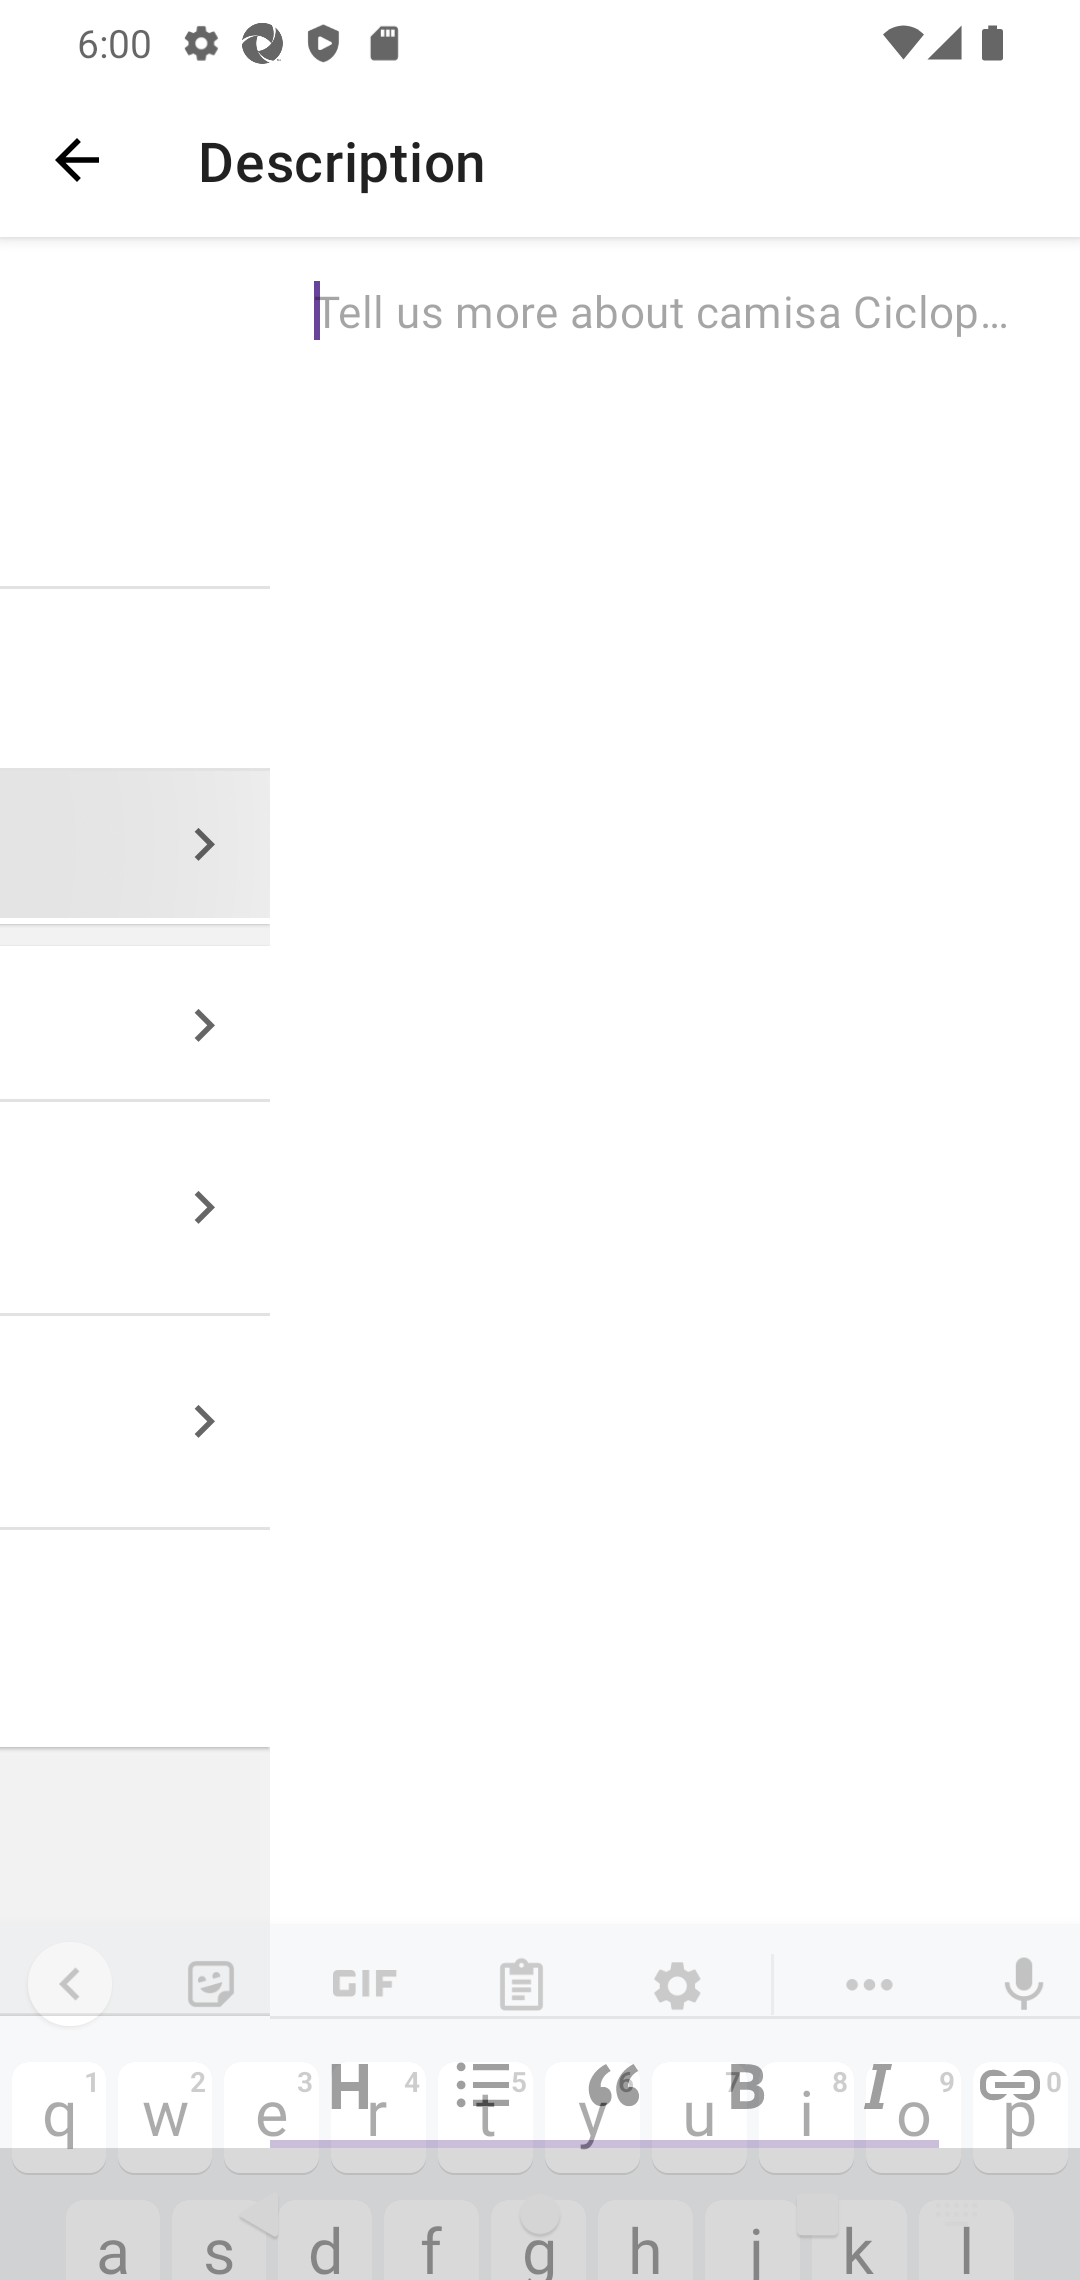 6:00
Description
Tell us more about camisa Ciclop…
GIF
H B I
q 1 w 2 e 3 r 4 t 5 y 6 u 7 i 8 o 9 p 0
a s d f g h j k l